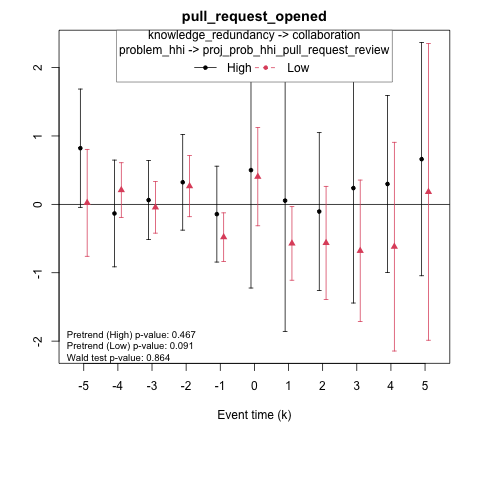 pull_request_opened
knowledge_redundancy -> collaboration
problem_hhi -> proj_prob_hhi_pull_request_review
High Low
2
1
0
-1
-2
Pretrend (High) p-value: 0.467
Pretrend (Low) p-value: 0.091
Wald test p-value: 0.864
-5 -4 -3 -2 -1 0 1 2 3 4 5
Event time (k)